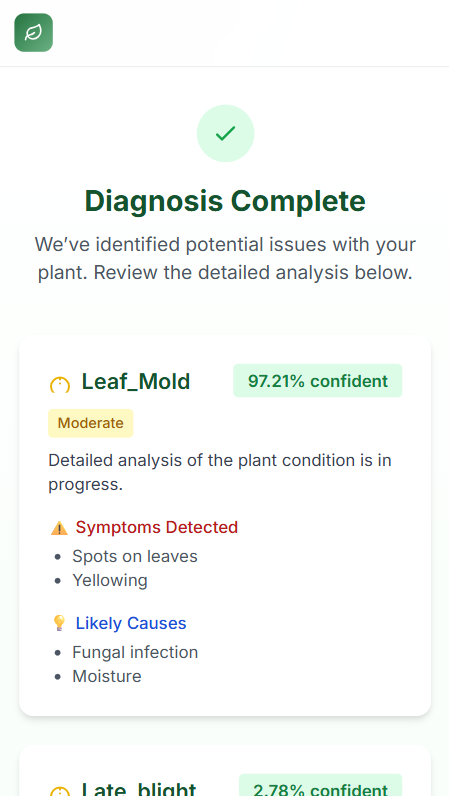 Diagnosis Complete
We’ve identified potential issues with your
plant. Review the detailed analysis below.
Leaf_Mold
97.21% confident
Moderate
Detailed analysis of the plant condition is in
progress.
Symptoms Detected
Spots on leaves
Yellowing
Likely Causes
Fungal infection
Moisture
Late_blight
2.78% confident